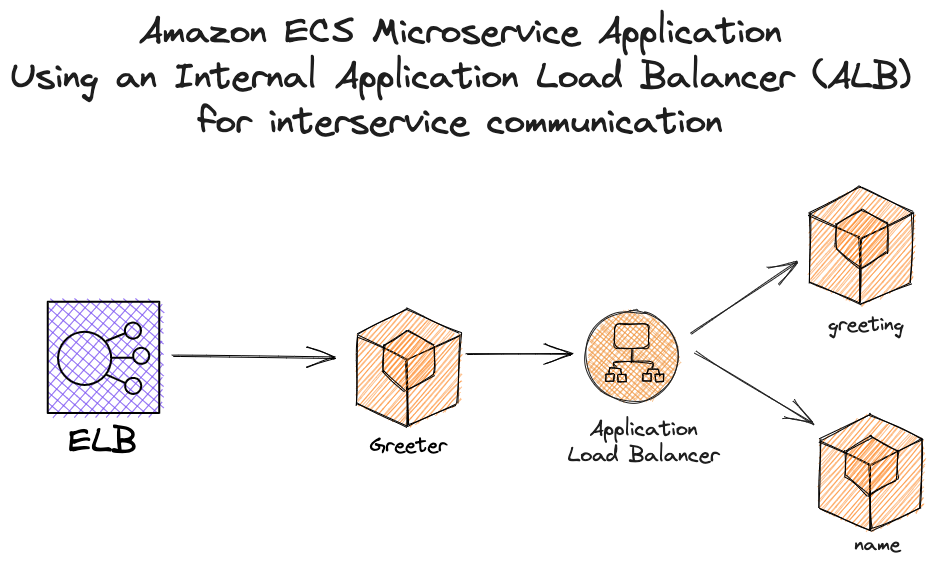 Amazon ECS Microservice Application
Using an Internal Application Load Balancer (ALB)
for interservice communication
greeting
ELB
Greeter
Application
Load Balancer
name